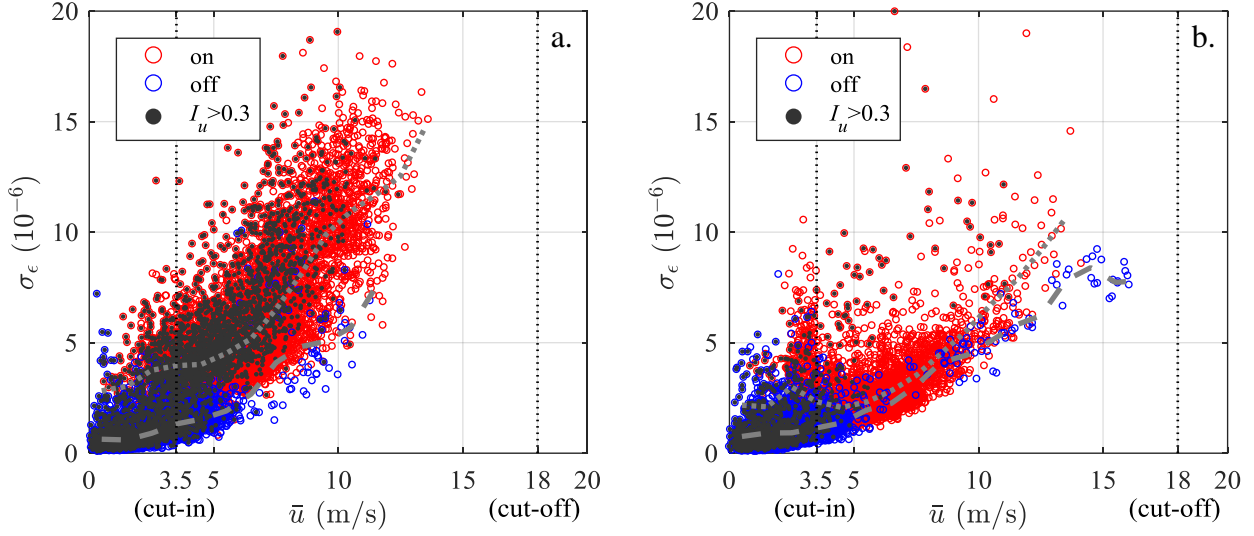 a.
on
off
I_u>0.3
20
15
10
5
0
σ_ϵ (10⁻⁶)
0 3.5 5 10 15 18 20
(cut-in) ū (m/s) (cut-off)
b.
on
off
I_u>0.3
20
15
10
5
0
σ_ϵ (10⁻⁶)
0 3.5 5 10 15 18 20
(cut-in) ū (m/s) (cut-off)